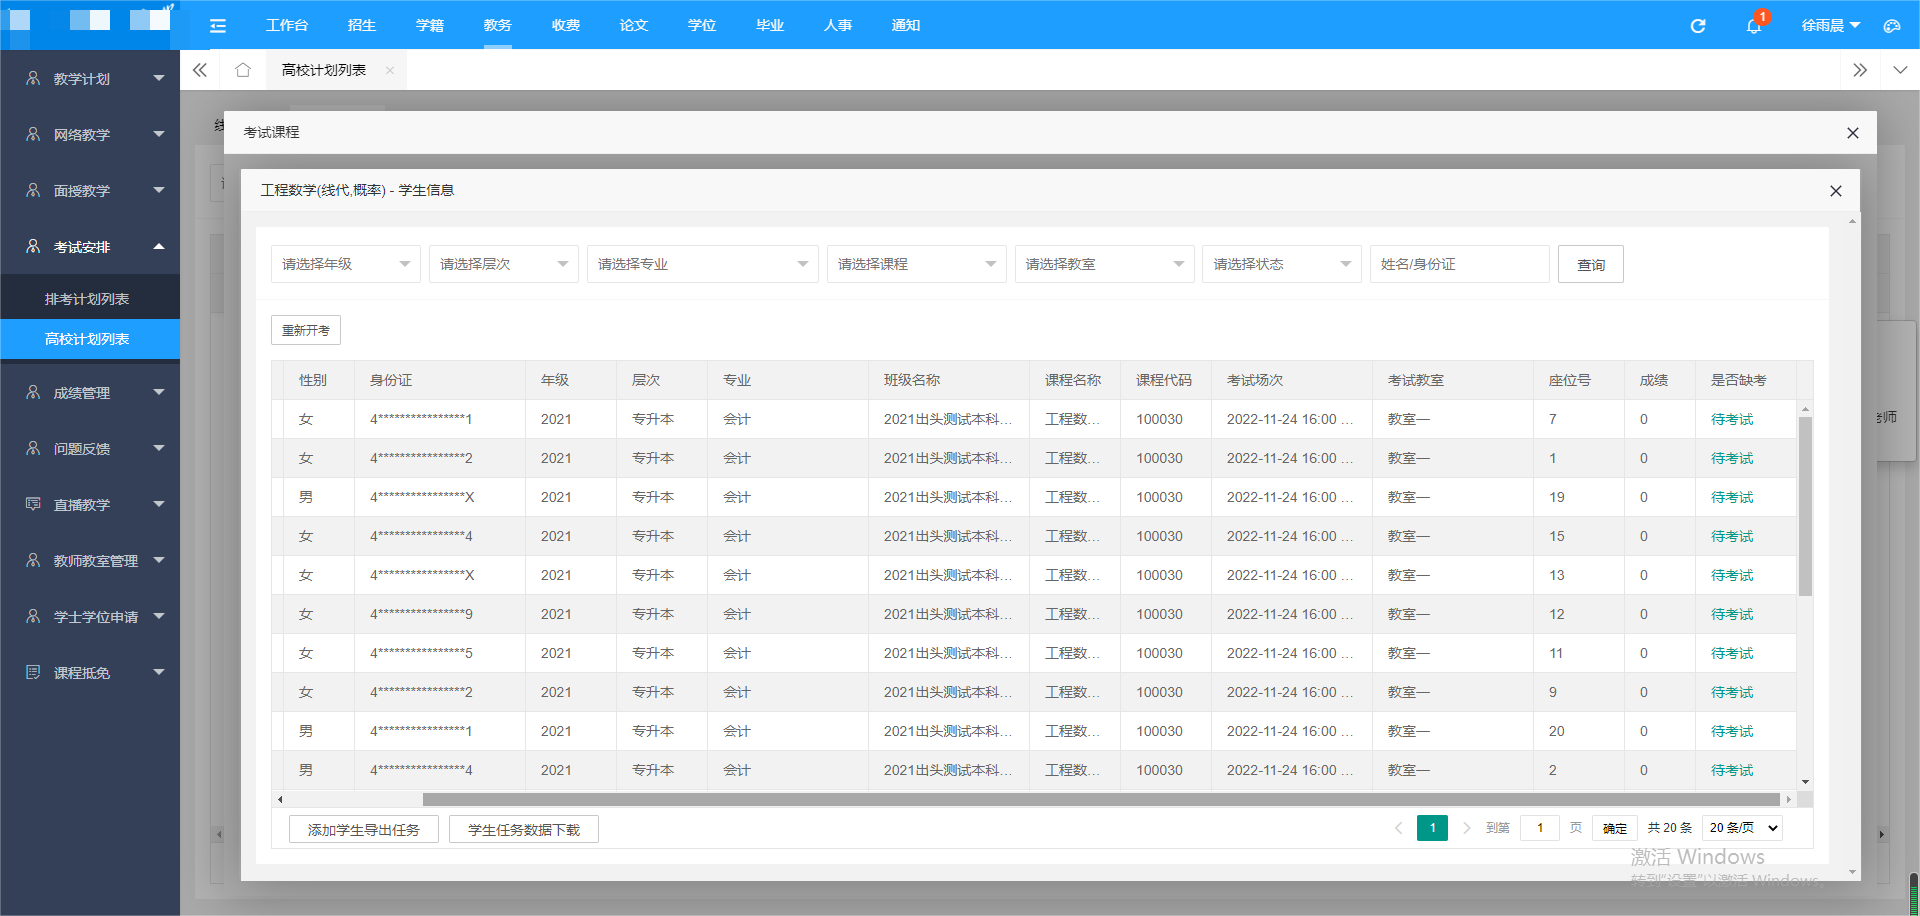 工作台 招生 学籍 教务 收费 论文 学位 毕业 人事 通知 1 徐雨晨
高校计划列表
教学计划
网络教学
面授教学
考试安排
排考计划列表
高校计划列表
成绩管理
问题反馈
直播教学
教师教室管理
学士学位申请
课程抵免
考试课程
工程数学(线代,概率) - 学生信息
请选择年级 请选择层次 请选择专业 请选择课程 请选择教室 请选择状态 姓名/身份证 查询
重新开考
性别 身份证 年级 层次 专业 班级名称 课程名称 课程代码 考试场次 考试教室 座位号 成绩 是否缺考
女 4****************1 2021 专升本 会计 2021出头测试本科... 工程数... 100030 2022-11-24 16:00 ... 教室一 7 0 待考试
女 4****************2 2021 专升本 会计 2021出头测试本科... 工程数... 100030 2022-11-24 16:00 ... 教室一 1 0 待考试
男 4****************X 2021 专升本 会计 2021出头测试本科... 工程数... 100030 2022-11-24 16:00 ... 教室一 19 0 待考试
女 4****************4 2021 专升本 会计 2021出头测试本科... 工程数... 100030 2022-11-24 16:00 ... 教室一 15 0 待考试
女 4****************X 2021 专升本 会计 2021出头测试本科... 工程数... 100030 2022-11-24 16:00 ... 教室一 13 0 待考试
女 4****************9 2021 专升本 会计 2021出头测试本科... 工程数... 100030 2022-11-24 16:00 ... 教室一 12 0 待考试
女 4****************5 2021 专升本 会计 2021出头测试本科... 工程数... 100030 2022-11-24 16:00 ... 教室一 11 0 待考试
女 4****************2 2021 专升本 会计 2021出头测试本科... 工程数... 100030 2022-11-24 16:00 ... 教室一 9 0 待考试
男 4****************1 2021 专升本 会计 2021出头测试本科... 工程数... 100030 2022-11-24 16:00 ... 教室一 20 0 待考试
男 4****************4 2021 专升本 会计 2021出头测试本科... 工程数... 100030 2022-11-24 16:00 ... 教室一 2 0 待考试
添加学生导出任务 学生任务数据下载 1 到第 1 页 确定 共 20 条 20 条/页
激活 Windows
转到"设置"以激活 Windows。